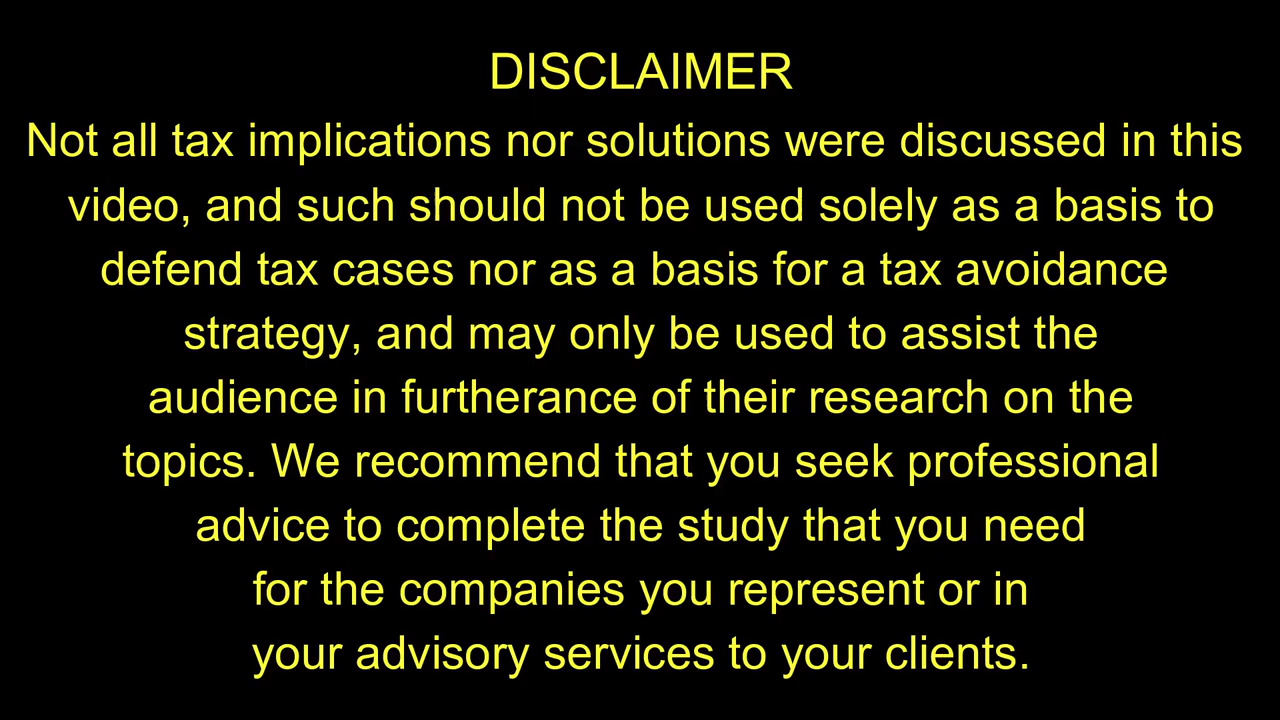 DISCLAIMER
Not all tax implications nor solutions were discussed in this
video, and such should not be used solely as a basis to
defend tax cases nor as a basis for a tax avoidance
strategy, and may only be used to assist the
audience in furtherance of their research on the
topics. We recommend that you seek professional
advice to complete the study that you need
for the companies you represent or in
your advisory services to your clients.